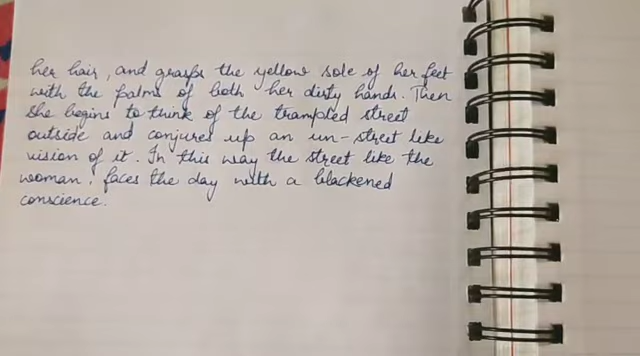 her hair, and grasps the yellow sole of her feet
with the palms of both her dirty hands. Then
she begins to think of the trampled street
outside and conjures up an un-street like
vision of it. In this way the street like the
woman, faces the day with a blackened
conscience.